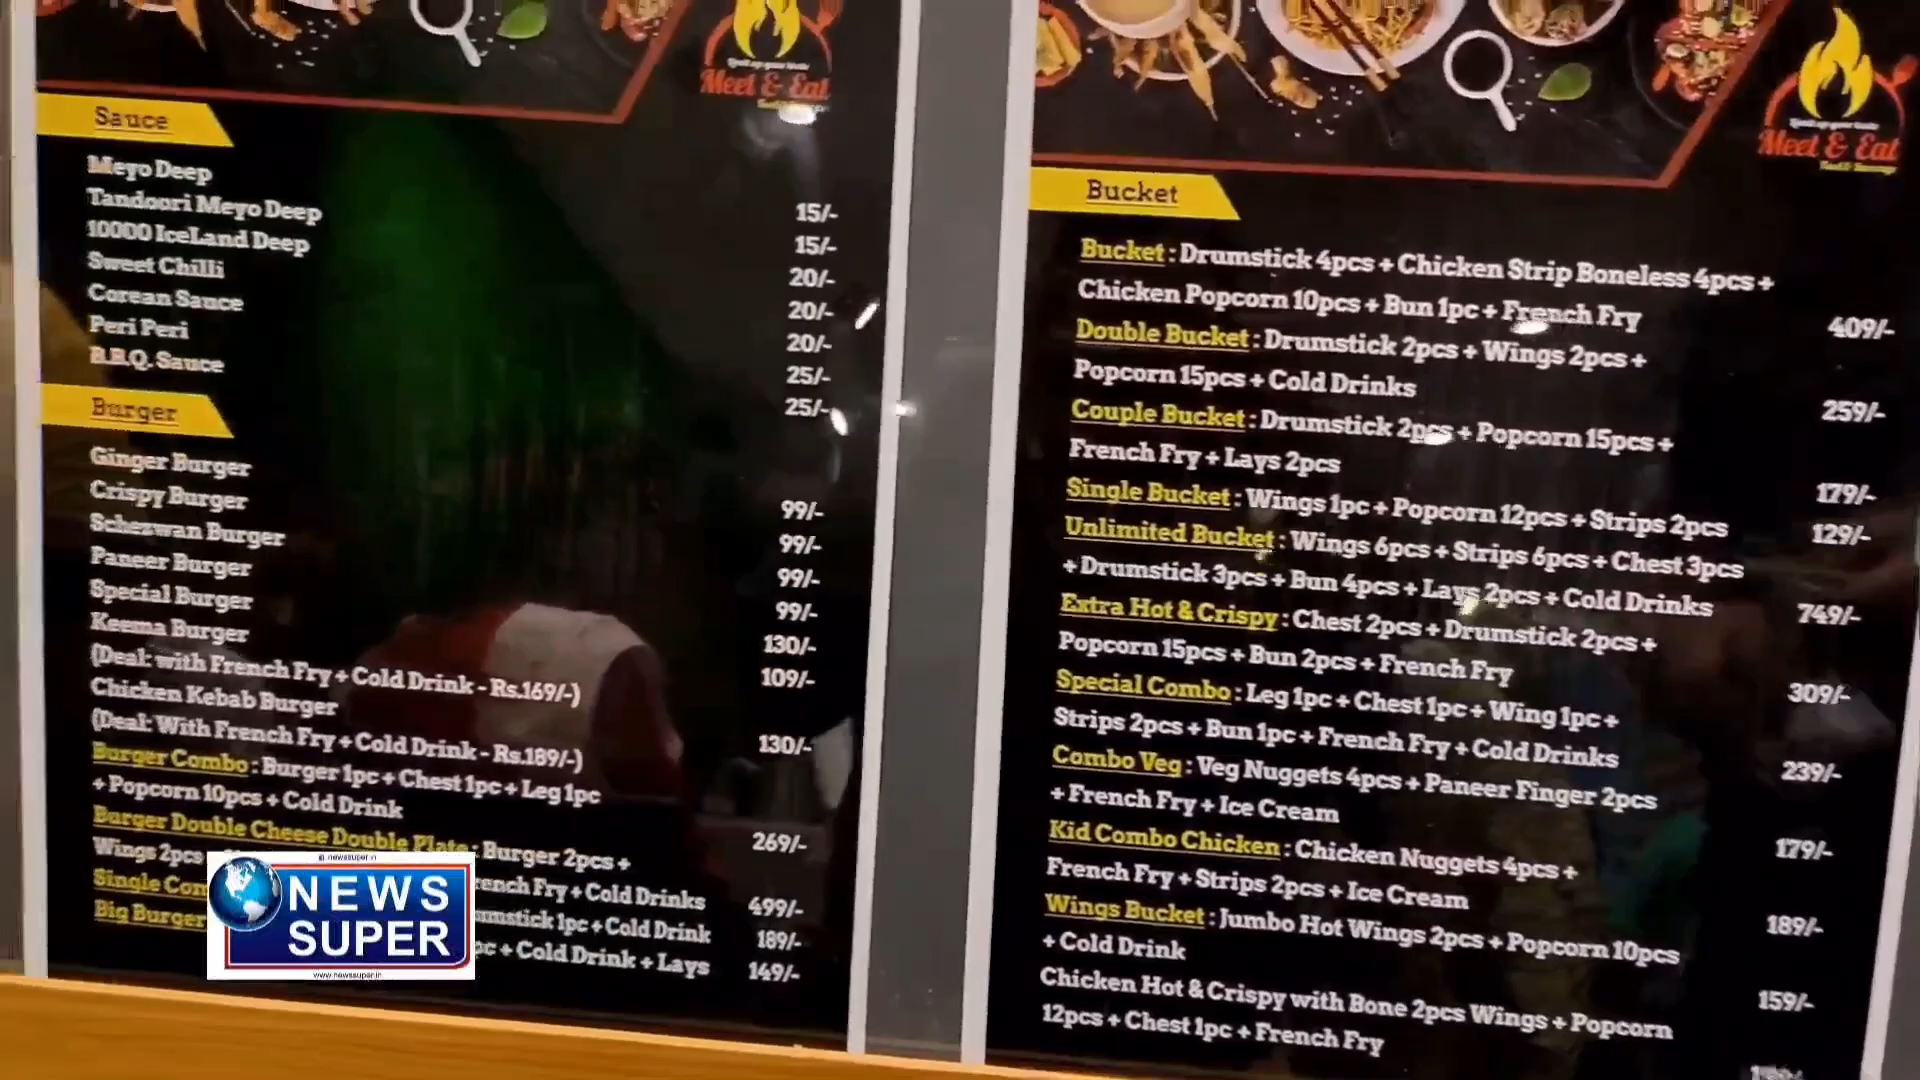 Meet & Eat
Sauce
Meyo Deep
Tandoori Meyo Deep 15/-
10000 IceLand Deep 15/-
Sweet Chilli 20/-
Corean Sauce 20/-
Peri Peri 20/-
B.B.Q. Sauce 25/-
25/-
Burger
Ginger Burger
Crispy Burger 99/-
Schezwan Burger 99/-
Paneer Burger 99/-
Special Burger 99/-
Keema Burger 130/-
(Deal: with French Fry + Cold Drink - Rs.169/-) 109/-
Chicken Kebab Burger
(Deal: With French Fry + Cold Drink - Rs.189/-) 130/-
Burger Combo : Burger 1pc + Chest 1pc + Leg 1pc
+ Popcorn 10pcs + Cold Drink 269/-
Burger Double Cheese Double Plate : Burger 2pcs +
Wings 2pcs French Fry + Cold Drinks 499/-
Single 1pc + Cold Drink 189/-
Big Burger + Cold Drink + Lays 149/-
Meet & Eat
Bucket
Bucket : Drumstick 4pcs + Chicken Strip Boneless 4pcs +
Chicken Popcorn 10pcs + Bun 1pc + French Fry 409/-
Double Bucket : Drumstick 2pcs + Wings 2pcs +
Popcorn 15pcs + Cold Drinks 259/-
Couple Bucket : Drumstick 2pcs + Popcorn 15pcs +
French Fry + Lays 2pcs 179/-
Single Bucket : Wings 1pc + Popcorn 12pcs + Strips 2pcs 129/-
Unlimited Bucket : Wings 6pcs + Strips 6pcs + Chest 3pcs
+ Drumstick 3pcs + Bun 4pcs + Lays 2pcs + Cold Drinks 749/-
Extra Hot & Crispy : Chest 2pcs + Drumstick 2pcs +
Popcorn 15pcs + Bun 2pcs + French Fry 309/-
Special Combo : Leg 1pc + Chest 1pc + Wing 1pc +
Strips 2pcs + Bun 1pc + French Fry + Cold Drinks 239/-
Combo Veg : Veg Nuggets 4pcs + Paneer Finger 2pcs
+ French Fry + Ice Cream 179/-
Kid Combo Chicken : Chicken Nuggets 4pcs +
French Fry + Strips 2pcs + Ice Cream 189/-
Wings Bucket : Jumbo Hot Wings 2pcs + Popcorn 10pcs
+ Cold Drink 159/-
Chicken Hot & Crispy with Bone 2pcs Wings + Popcorn
12pcs + Chest 1pc + French Fry
NEWS
SUPER
www.newssuper.in